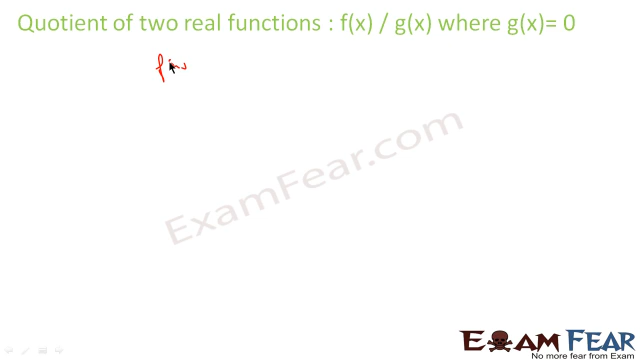 Quotient of two real functions : f(x) / g(x) where g(x)= 0
ExamFear.com
EXAM FEAR
No more fear from Exam